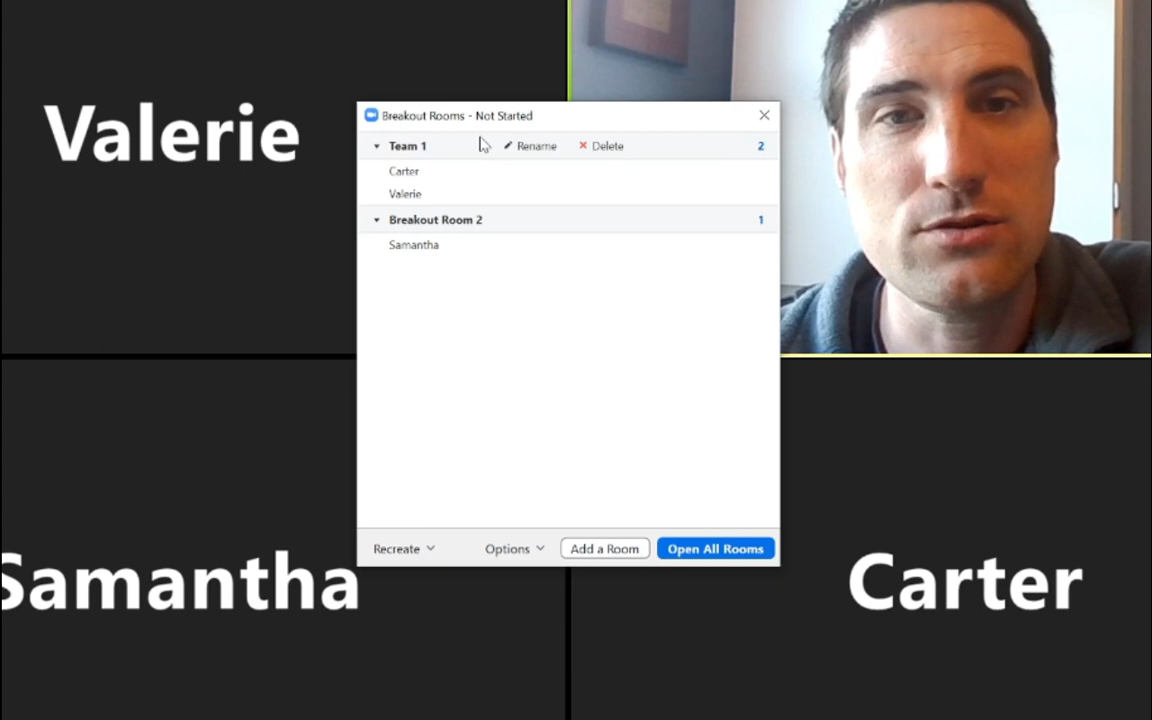 Valerie
Breakout Rooms - Not Started
Team 1
Rename
Delete
2
Carter
Valerie
Breakout Room 2
1
Samantha
Recreate
Options
Add a Room
Open All Rooms
Samantha
Carter